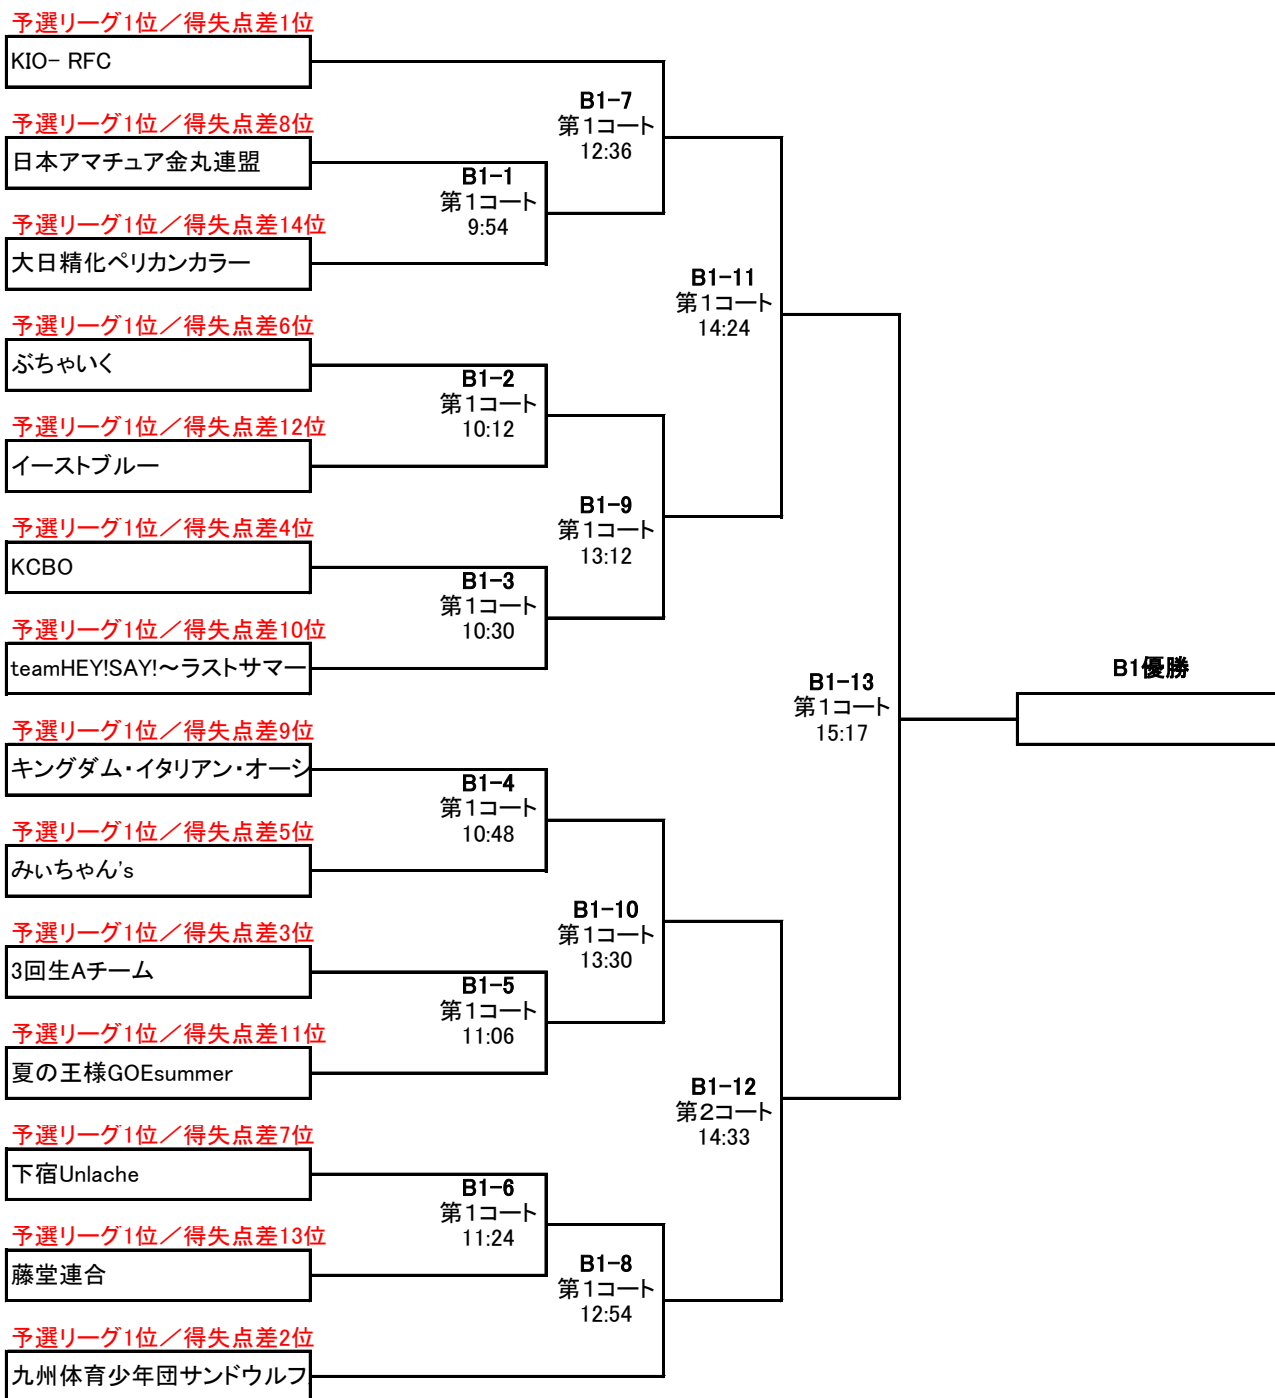 予選リーグ1位／得失点差1位
KIO- RFC
予選リーグ1位／得失点差8位
日本アマチュア金丸連盟
予選リーグ1位／得失点差14位
大日精化ペリカンカラー
予選リーグ1位／得失点差6位
ぶちゃいく
予選リーグ1位／得失点差12位
イーストブルー
予選リーグ1位／得失点差4位
KCBO
予選リーグ1位／得失点差10位
teamHEY!SAY!～ラストサマー
予選リーグ1位／得失点差9位
キングダム・イタリアン・オーシ
予選リーグ1位／得失点差5位
みぃちゃん's
予選リーグ1位／得失点差3位
3回生Aチーム
予選リーグ1位／得失点差11位
夏の王様GOEsummer
予選リーグ1位／得失点差7位
下宿Unlache
予選リーグ1位／得失点差13位
藤堂連合
予選リーグ1位／得失点差2位
九州体育少年団サンドウルフ
B1-1
第1コート
9:54
B1-2
第1コート
10:12
B1-3
第1コート
10:30
B1-4
第1コート
10:48
B1-5
第1コート
11:06
B1-6
第1コート
11:24
B1-7
第1コート
12:36
B1-9
第1コート
13:12
B1-10
第1コート
13:30
B1-8
第1コート
12:54
B1-11
第1コート
14:24
B1-12
第2コート
14:33
B1-13
第1コート
15:17
B1優勝